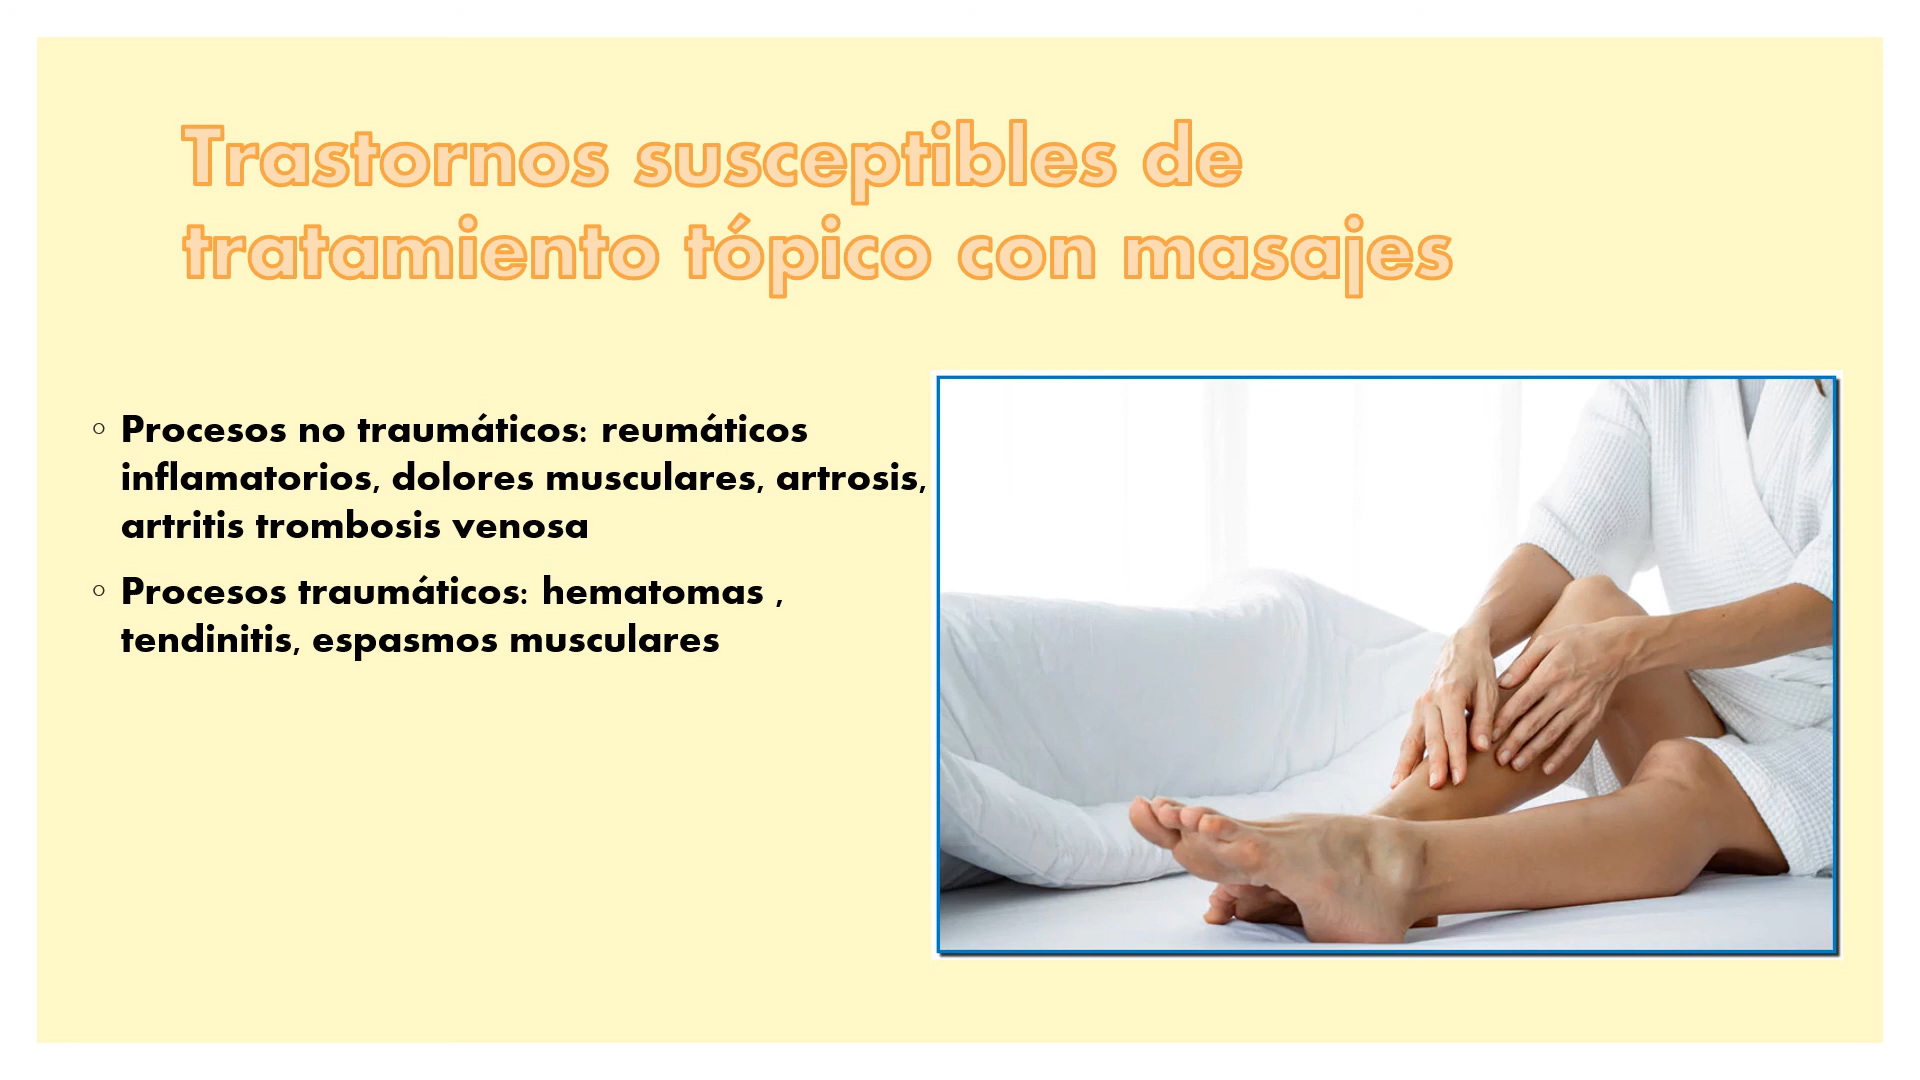 Trastornos susceptibles de
tratamiento tópico con masajes
◦ Procesos no traumáticos: reumáticos
inflamatorios, dolores musculares, artrosis,
artritis trombosis venosa
◦ Procesos traumáticos: hematomas ,
tendinitis, espasmos musculares